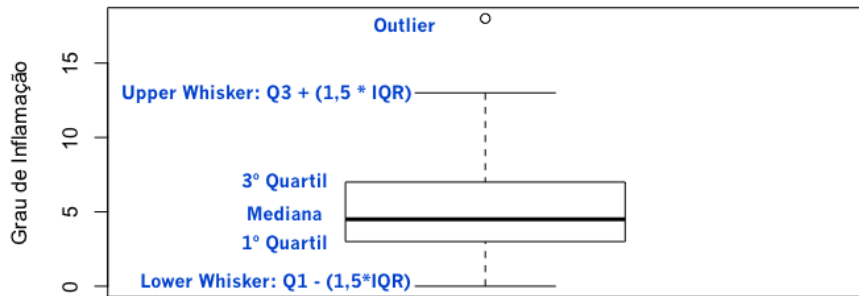 Outlier
Upper Whisker: Q3 + (1,5 * IQR)
3º Quartil
Mediana
1º Quartil
Lower Whisker: Q1 - (1,5*IQR)
Grau de Inflamação
15
10
5
0